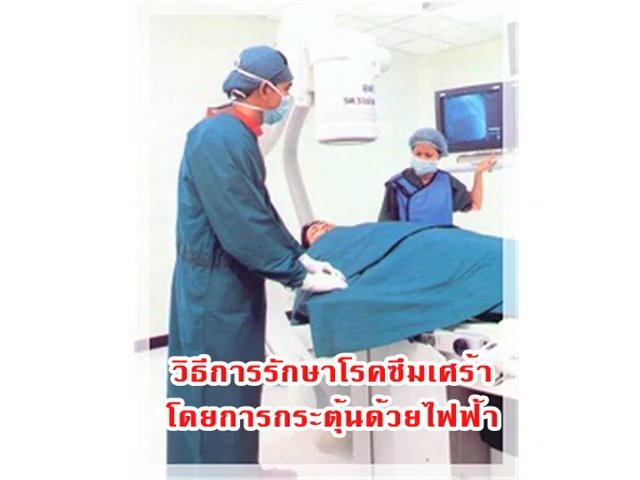 วิธีการรักษาโรคซึมเศร้า
โดยการกระตุ้นด้วยไฟฟ้า